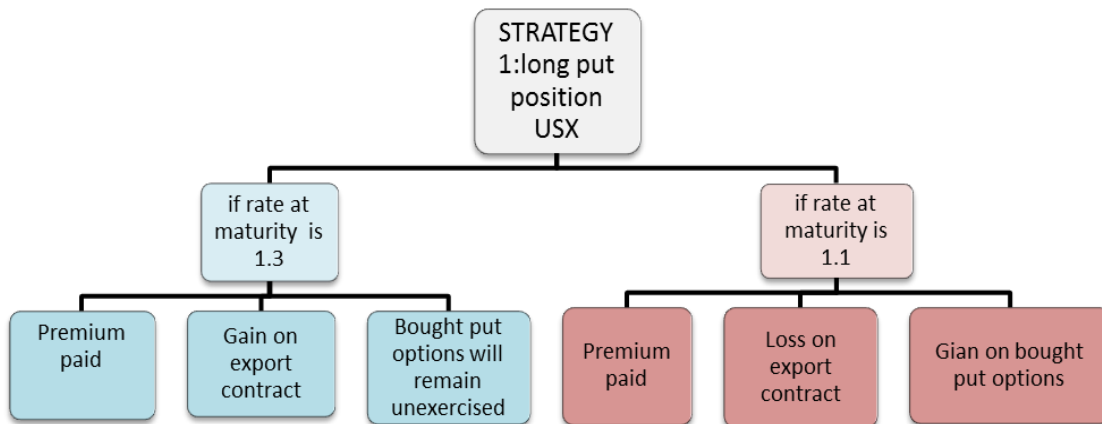 STRATEGY
1:long put
position
USX
if rate at
maturity is
1.3
if rate at
maturity is
1.1
Premium
paid
Gain on
export
contract
Bought put
options will
remain
unexercised
Premium
paid
Loss on
export
contract
Gian on bought
put options